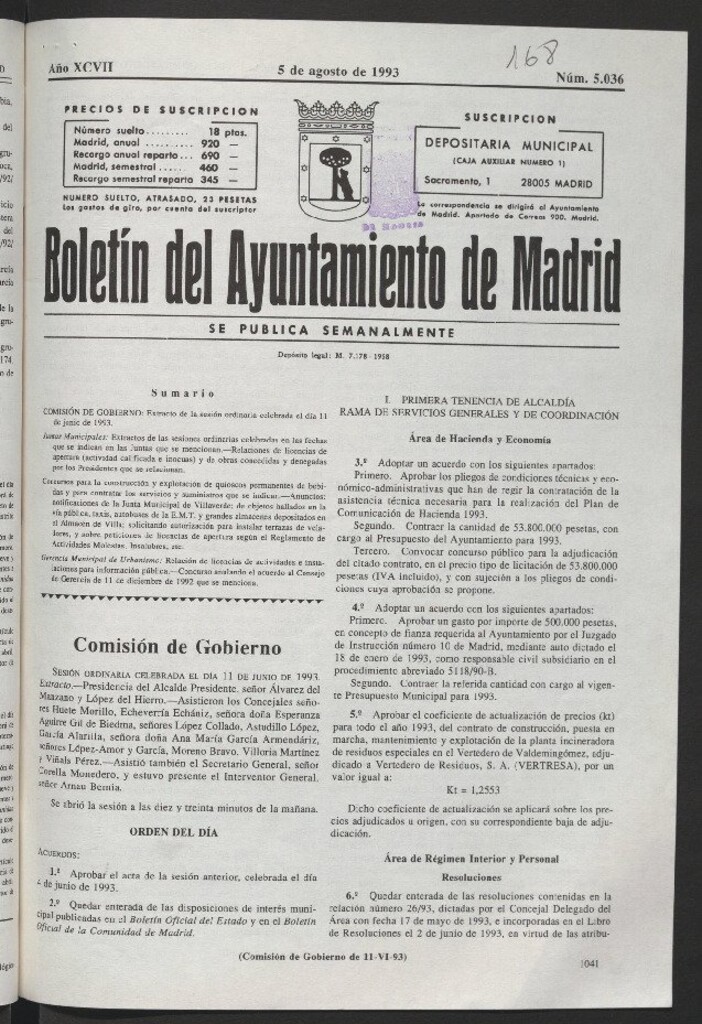 168
Año XCVII
5 de agosto de 1993
Núm. 5.036
PRECIOS DE SUSCRIPCION
Número suelto......... 18 ptas.
Madrid, anual ......... 920 —
Recargo anual reparto... 690 —
Madrid, semestral ....... 460 —
Recargo semestral reparto 345 —
NUMERO SUELTO, ATRASADO, 23 PESETAS
Los gastos de giro, por cuenta del suscriptor
SUSCRIPCION
DEPOSITARIA MUNICIPAL
(CAJA AUXILIAR NUMERO 1)
Sacramento, 1 28005 MADRID
La correspondencia se dirigirá al Ayuntamiento
de Madrid. Apartado de Correos 900. Madrid.
DE MADRID
Boletín del Ayuntamiento de Madrid
SE PUBLICA SEMANALMENTE
Depósito legal: M. 7.178 - 1958
Sumario
COMISIÓN DE GOBIERNO: Extracto de la sesión ordinaria celebrada el día 11
de junio de 1993.
Juntas Municipales: Extractos de las sesiones ordinarias celebradas en las fechas
que se indican en las Juntas que se mencionan.—Relaciones de licencias de
apertura (actividad calificada e inocuas) y de obras concedidas y denegadas
por los Presidentes que se relacionan.
Concursos para la construcción y explotación de quioscos permanentes de bebi-
das y para contratar los servicios y suministros que se indican.—Anuncios:
notificaciones de la Junta Municipal de Villaverde; de objetos hallados en la
vía pública, taxis, autobuses de la E.M.T. y grandes almacenes depositados en
el Almacén de Villa; solicitando autorización para instalar terrazas de vela-
dores, y sobre peticiones de licencias de apertura según el Reglamento de
Actividades Molestas, Insalubres, etc.
Gerencia Municipal de Urbanismo: Relación de licencias de actividades e insta-
laciones para información pública.—Concurso anulando el acuerdo al Consejo
de Gerencia de 11 de diciembre de 1992 que se menciona.
Comisión de Gobierno
SESIÓN ORDINARIA CELEBRADA EL DÍA 11 DE JUNIO DE 1993.
Extracto.—Presidencia del Alcalde Presidente, señor Álvarez del
Manzano y López del Hierro.—Asistieron los Concejales seño-
res Huete Morillo, Echeverría Echániz, señora doña Esperanza
Aguirre Gil de Biedma, señores López Collado, Astudillo López,
García Alarilla, señora doña Ana María García Armendáriz,
señores López-Amor y García, Moreno Bravo, Villoria Martínez
y Viñals Pérez.—Asistió también el Secretario General, señor
Corella Monedero, y estuvo presente el Interventor General,
señor Arnau Bernia.
Se abrió la sesión a las diez y treinta minutos de la mañana.
ORDEN DEL DÍA
ACUERDOS:
1.º Aprobar el acta de la sesión anterior, celebrada el día
4 de junio de 1993.
2.º Quedar enterada de las disposiciones de interés muni-
cipal publicadas en el Boletín Oficial del Estado y en el Boletín
Oficial de la Comunidad de Madrid.
I. PRIMERA TENENCIA DE ALCALDÍA
RAMA DE SERVICIOS GENERALES Y DE COORDINACIÓN
Área de Hacienda y Economía
3.º Adoptar un acuerdo con los siguientes apartados:
Primero. Aprobar los pliegos de condiciones técnicas y eco-
nómico-administrativas que han de regir la contratación de la
asistencia técnica necesaria para la realización del Plan de
Comunicación de Hacienda 1993.
Segundo. Contraer la cantidad de 53.800.000 pesetas, con
cargo al Presupuesto del Ayuntamiento para 1993.
Tercero. Convocar concurso público para la adjudicación
del citado contrato, en el precio tipo de licitación de 53.800.000
pesetas (IVA incluido), y con sujeción a los pliegos de condi-
ciones cuya aprobación se propone.
4.º Adoptar un acuerdo con los siguientes apartados:
Primero. Aprobar un gasto por importe de 500.000 pesetas,
en concepto de fianza requerida al Ayuntamiento por el Juzgado
de Instrucción número 10 de Madrid, mediante auto dictado el
18 de enero de 1993, como responsable civil subsidiario en el
procedimiento abreviado 5118/90-B.
Segundo. Contraer la referida cantidad con cargo al vigen-
te Presupuesto Municipal para 1993.
5.º Aprobar el coeficiente de actualización de precios (kt)
para todo el año 1993, del contrato de construcción, puesta en
marcha, mantenimiento y explotación de la planta incineradora
de residuos especiales en el Vertedero de Valdemingómez, adju-
dicado a Vertedero de Residuos, S. A. (VERTRESA), por un
valor igual a:
Kt = 1,2553
Dicho coeficiente de actualización se aplicará sobre los pre-
cios adjudicados u origen, con su correspondiente baja de adju-
dicación.
Área de Régimen Interior y Personal
Resoluciones
6.º Quedar enterada de las resoluciones contenidas en la
relación número 26/93, dictadas por el Concejal Delegado del
Área con fecha 17 de mayo de 1993, e incorporadas en el Libro
de Resoluciones el 2 de junio de 1993, en virtud de las atribu-
(Comisión de Gobierno de 11-VI-93)
1041